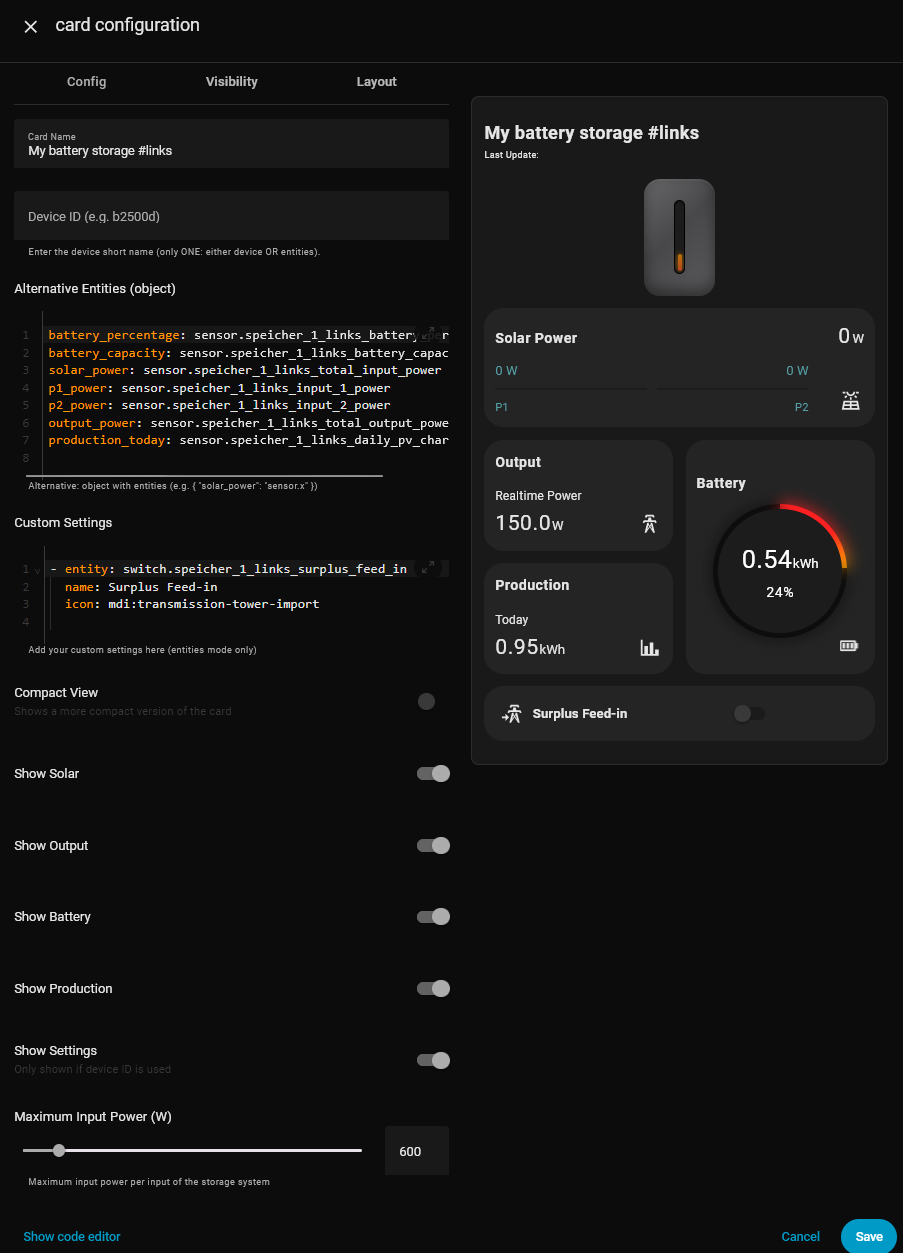 card configuration
Config
Visibility
Layout
Card Name
My battery storage #links
Device ID (e.g. b2500d)
Enter the device short name (only ONE: either device OR entities).
Alternative Entities (object)
1 battery_percentage: sensor.speicher_1_links_battery
2 battery_capacity: sensor.speicher_1_links_battery_capac
3 solar_power: sensor.speicher_1_links_total_input_power
4 p1_power: sensor.speicher_1_links_input_1_power
5 p2_power: sensor.speicher_1_links_input_2_power
6 output_power: sensor.speicher_1_links_total_output_powe
7 production_today: sensor.speicher_1_links_daily_pv_char
8
Alternative: object with entities (e.g. { "solar_power": "sensor.x" })
Custom Settings
1 - entity: switch.speicher_1_links_surplus_feed_in
2 name: Surplus Feed-in
3 icon: mdi:transmission-tower-import
4
Add your custom settings here (entities mode only)
Compact View
Shows a more compact version of the card
Show Solar
Show Output
Show Battery
Show Production
Show Settings
Only shown if device ID is used
Maximum Input Power (W)
600
Maximum input power per input of the storage system
Show code editor
Cancel
Save
My battery storage #links
Last Update:
Solar Power
0 W
0 W
0 W
P1
P2
Output
Realtime Power
150.0 W
Battery
0.54 kWh
24%
Production
Today
0.95 kWh
Surplus Feed-in